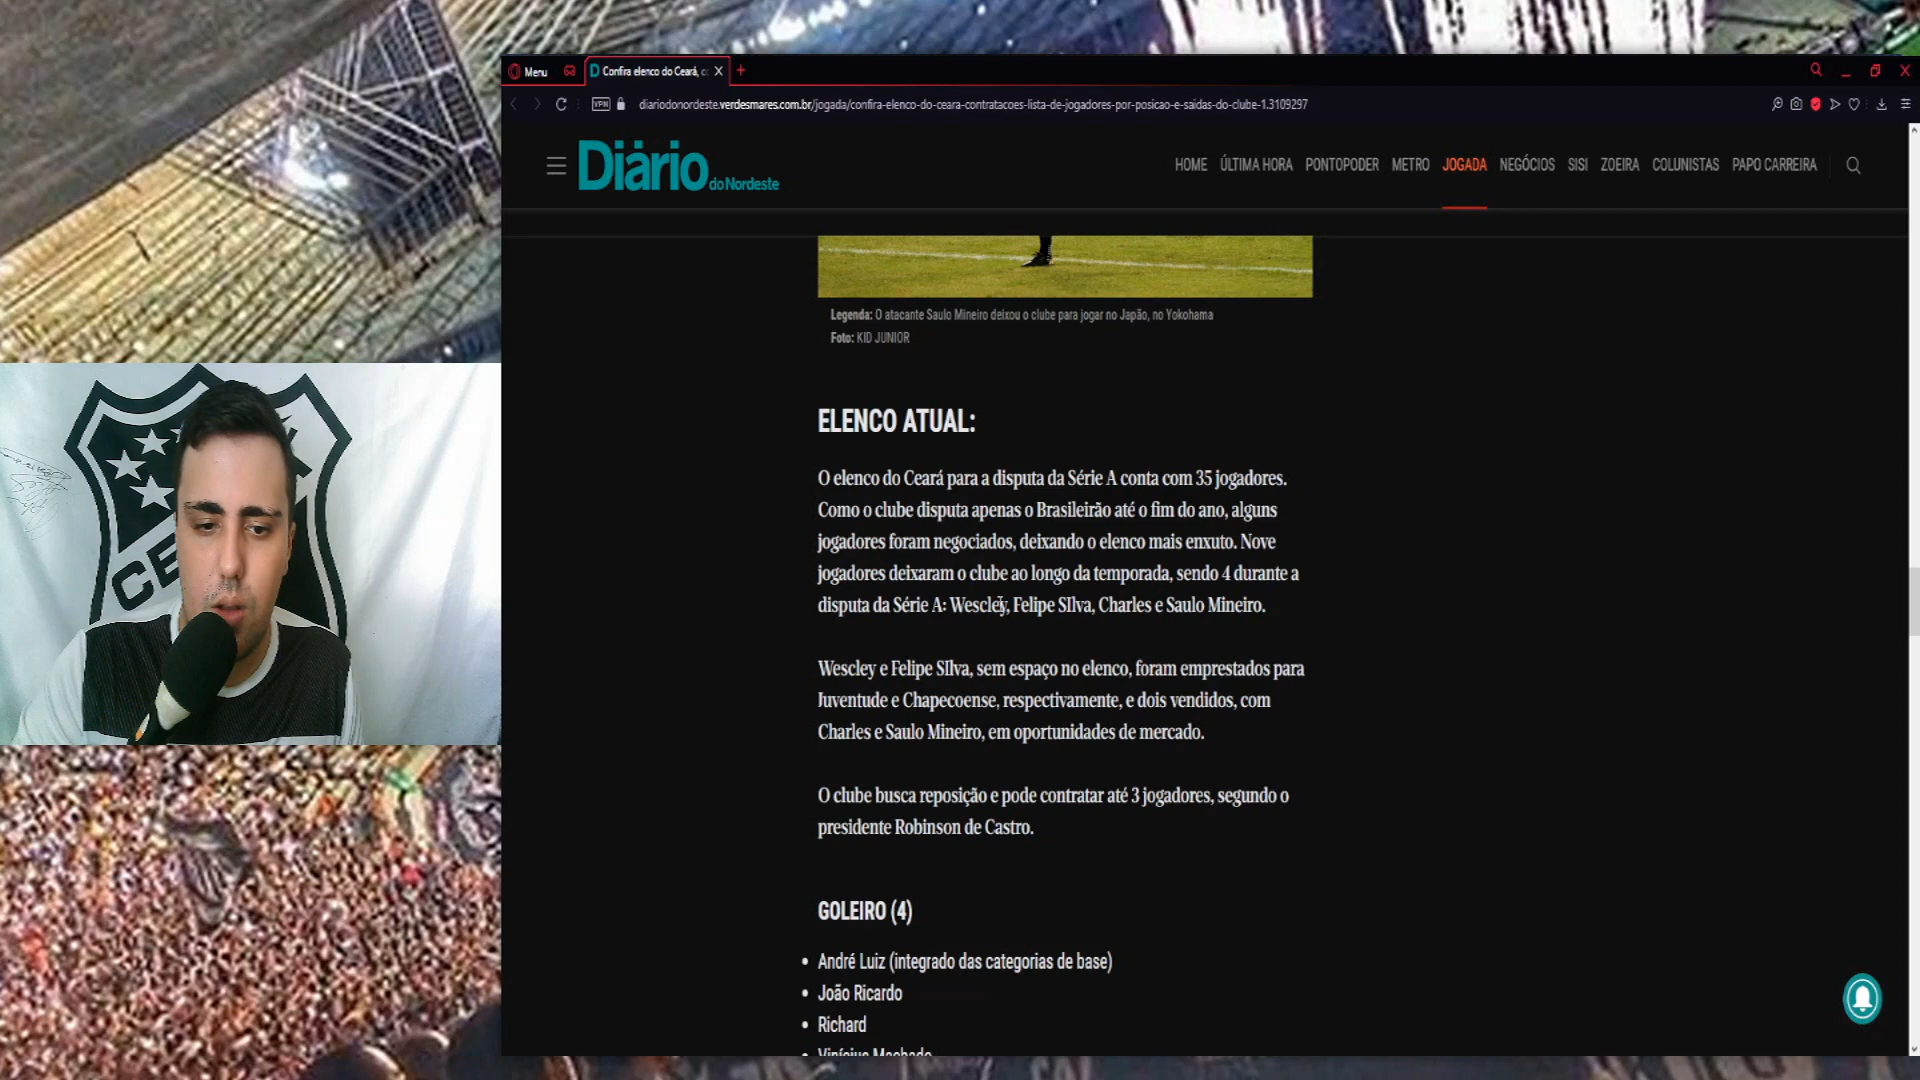 Menu
Confira elenco do Ceará, c
VPN
diariodonordeste.verdesmares.com.br/jogada/confira-elenco-do-ceara-contratacoes-lista-de-jogadores-por-posicao-e-saidas-do-clube-1.3109297
Diário do Nordeste
HOME ÚLTIMA HORA PONTOPODER METRO JOGADA NEGÓCIOS SISI ZOEIRA COLUNISTAS PAPO CARREIRA
Legenda: O atacante Saulo Mineiro deixou o clube para jogar no Japão, no Yokohama
Foto: KID JUNIOR
ELENCO ATUAL:
O elenco do Ceará para a disputa da Série A conta com 35 jogadores.
Como o clube disputa apenas o Brasileirão até o fim do ano, alguns
jogadores foram negociados, deixando o elenco mais enxuto. Nove
jogadores deixaram o clube ao longo da temporada, sendo 4 durante a
disputa da Série A: Wescley, Felipe SIlva, Charles e Saulo Mineiro.
Wescley e Felipe SIlva, sem espaço no elenco, foram emprestados para
Juventude e Chapecoense, respectivamente, e dois vendidos, com
Charles e Saulo Mineiro, em oportunidades de mercado.
O clube busca reposição e pode contratar até 3 jogadores, segundo o
presidente Robinson de Castro.
GOLEIRO (4)
• André Luiz (integrado das categorias de base)
• João Ricardo
• Richard
• Vinícius Machado
CE